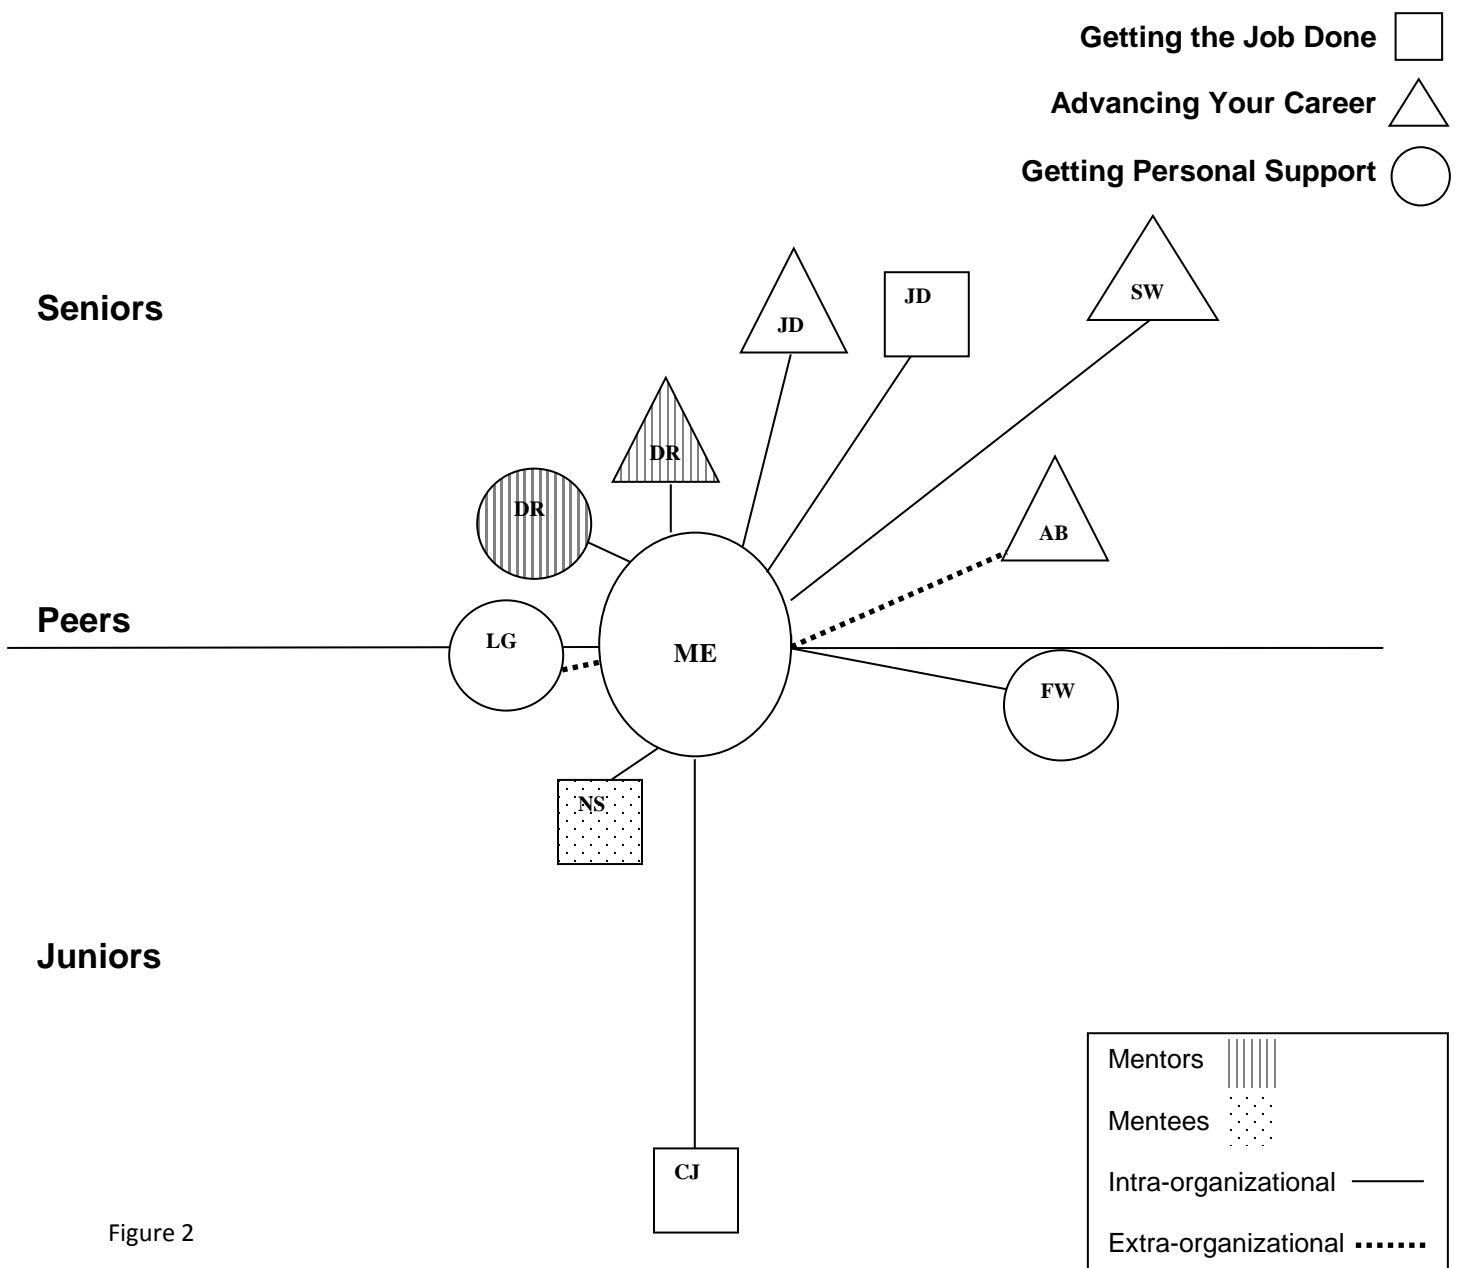 Getting the Job Done
Advancing Your Career
Getting Personal Support
Seniors
SW
JD
JD
DR
DR
AB
Peers
LG
ME
FW
NS
Juniors
CJ
Mentors
Mentees
Intra-organizational
Extra-organizational
Figure 2